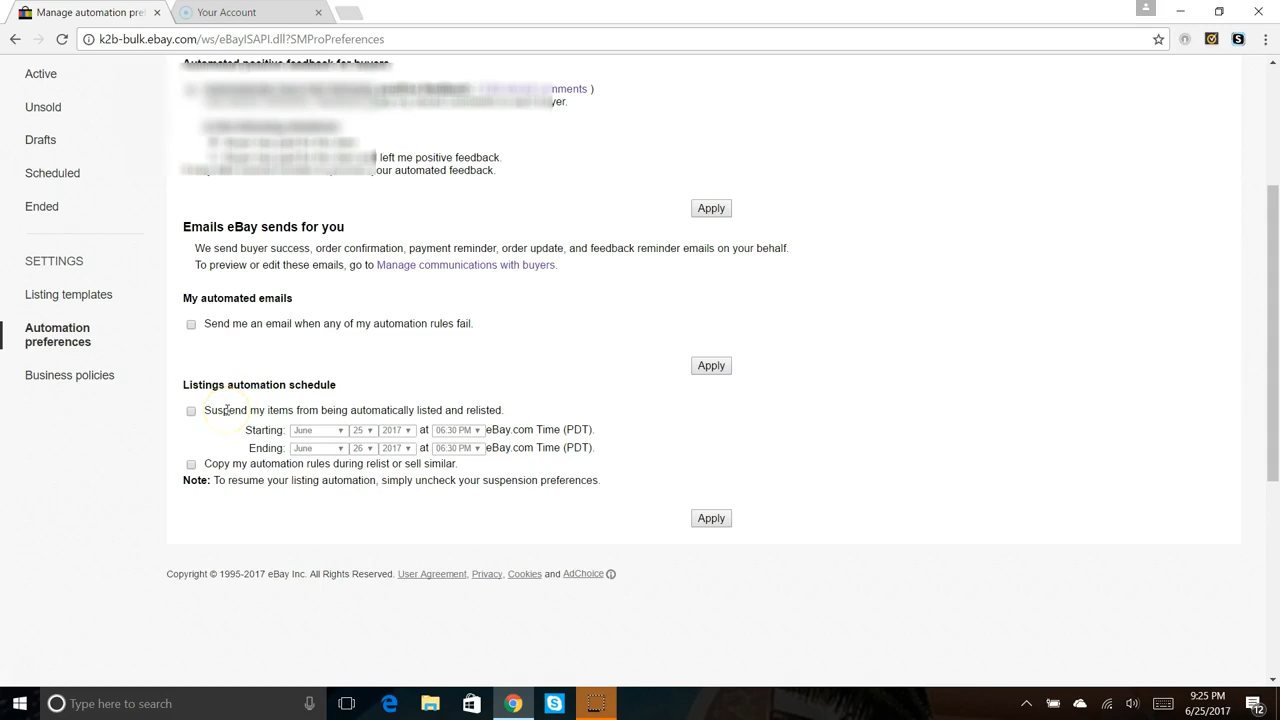 Manage automation pre
Your Account
k2b-bulk.ebay.com/ws/eBayISAPI.dll?SMProPreferences
Active
Unsold
Drafts
Scheduled
Ended
SETTINGS
Listing templates
Automation
preferences
Business policies
Automated positive feedback for buyers
)
left me positive feedback.
your automated feedback.
Apply
Emails eBay sends for you
We send buyer success, order confirmation, payment reminder, order update, and feedback reminder emails on your behalf.
To preview or edit these emails, go to Manage communications with buyers.
My automated emails
Send me an email when any of my automation rules fail.
Apply
Listings automation schedule
Suspend my items from being automatically listed and relisted.
Starting: June 25 2017 at 06:30 PM eBay.com Time (PDT).
Ending: June 26 2017 at 06:30 PM eBay.com Time (PDT).
Copy my automation rules during relist or sell similar.
Note: To resume your listing automation, simply uncheck your suspension preferences.
Apply
Copyright © 1995-2017 eBay Inc. All Rights Reserved. User Agreement, Privacy, Cookies and AdChoice
Type here to search
9:25 PM
6/25/2017
12